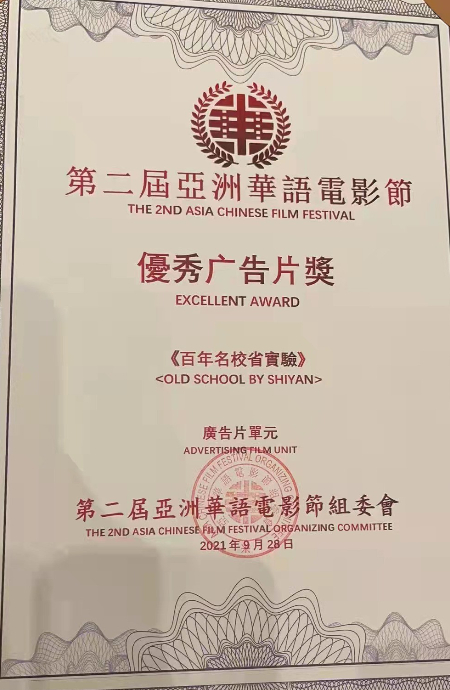 第二屆亞洲華語電影節
THE 2ND ASIA CHINESE FILM FESTIVAL
優秀广告片獎
EXCELLENT AWARD
《百年名校省實驗》
<OLD SCHOOL BY SHIYAN>
廣告片單元
ADVERTISING FILM UNIT
第二屆亞洲華語電影節組委會
THE 2ND ASIA CHINESE FILM FESTIVAL ORGANIZING COMMITTEE
2021年9月28日